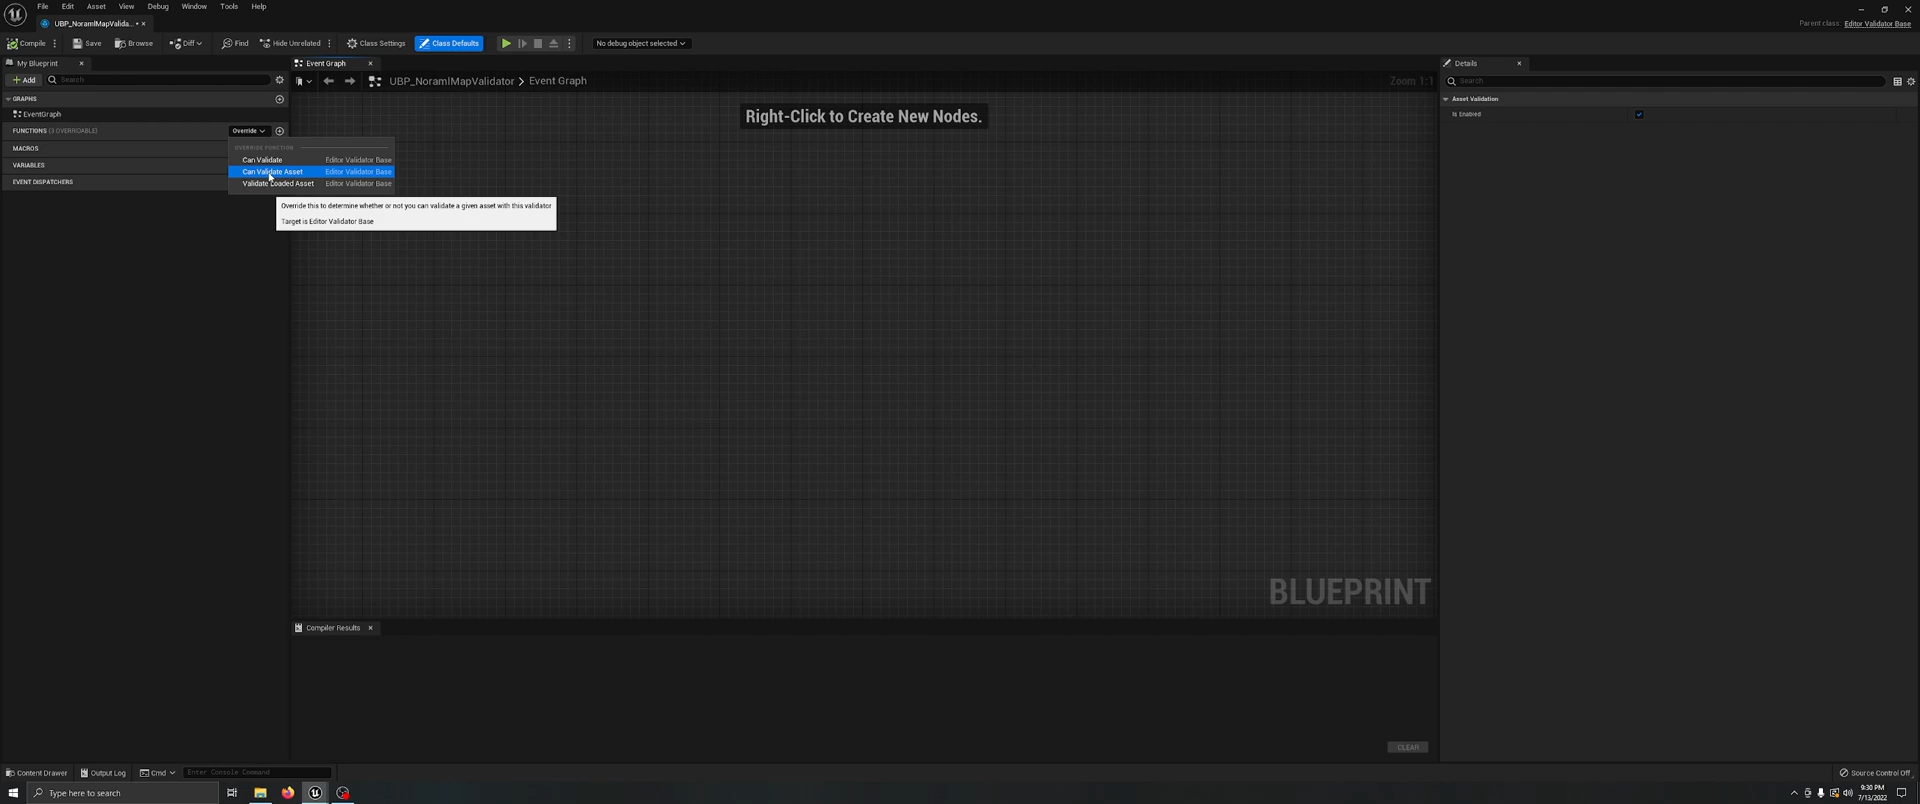 File Edit Asset View Debug Window Tools Help
UBP_NoramlMapValida... •
Parent class: Editor Validator Base
Compile Save Browse Diff Find Hide Unrelated Class Settings Class Defaults No debug object selected
My Blueprint
Event Graph
Details
Add Search
UBP_NoramlMapValidator > Event Graph
Zoom 1:1
Search
GRAPHS
Asset Validation
EventGraph
Is Enabled
Right-Click to Create New Nodes.
FUNCTIONS (3 OVERRIDABLE) Override
OVERRIDE FUNCTION
MACROS
Can Validate Editor Validator Base
VARIABLES
Can Validate Asset Editor Validator Base
EVENT DISPATCHERS
Validate Loaded Asset Editor Validator Base
Override this to determine whether or not you can validate a given asset with this validator
Target is Editor Validator Base
BLUEPRINT
Compiler Results
CLEAR
Content Drawer Output Log Cmd Enter Console Command
Source Control Off
Type here to search
9:30 PM
7/13/2022